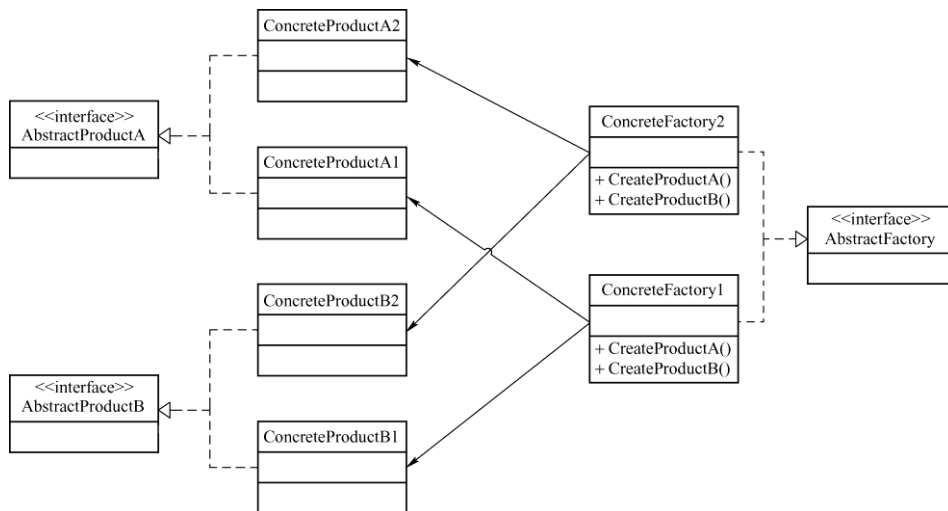 ConcreteProductA2
<<interface>>
AbstractProductA
ConcreteProductA1
ConcreteFactory2
+ CreateProductA()
+ CreateProductB()
<<interface>>
AbstractFactory
ConcreteProductB2
ConcreteFactory1
+ CreateProductA()
+ CreateProductB()
<<interface>>
AbstractProductB
ConcreteProductB1